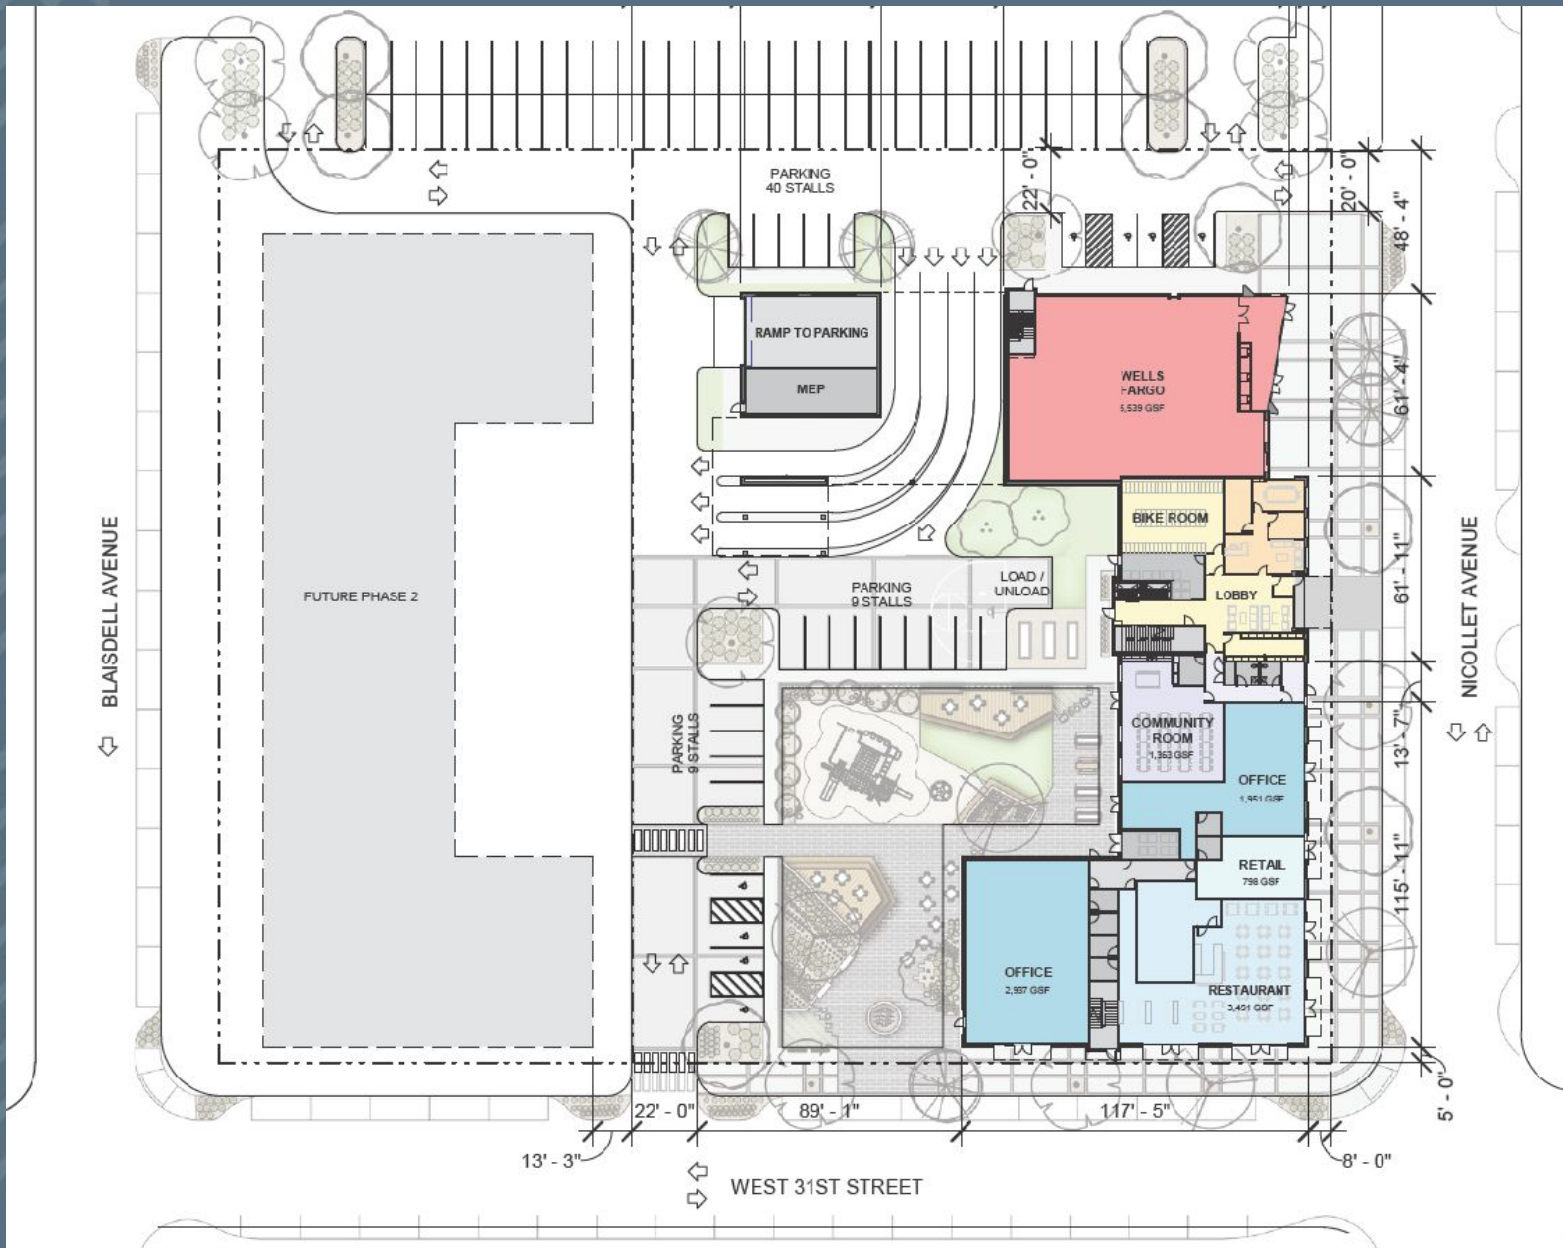 PARKING
40 STALLS
22' - 0"
20' - 0"
48' - 4"
RAMP TO PARKING
MEP
WELLS
FARGO
61' - 4"
BIKE ROOM
61' - 11"
LOBBY
LOAD /
UNLOAD
PARKING
9 STALLS
FUTURE PHASE 2
BLAISDELL AVENUE
NICOLLET AVENUE
PARKING
9 STALLS
COMMUNITY
ROOM
13' - 7"
OFFICE
1,951 GSF
RETAIL
798 GSF
115' - 11"
OFFICE
2,937 GSF
RESTAURANT
5' - 0"
22' - 0"
89' - 1"
117' - 5"
13' - 3"
8' - 0"
WEST 31ST STREET